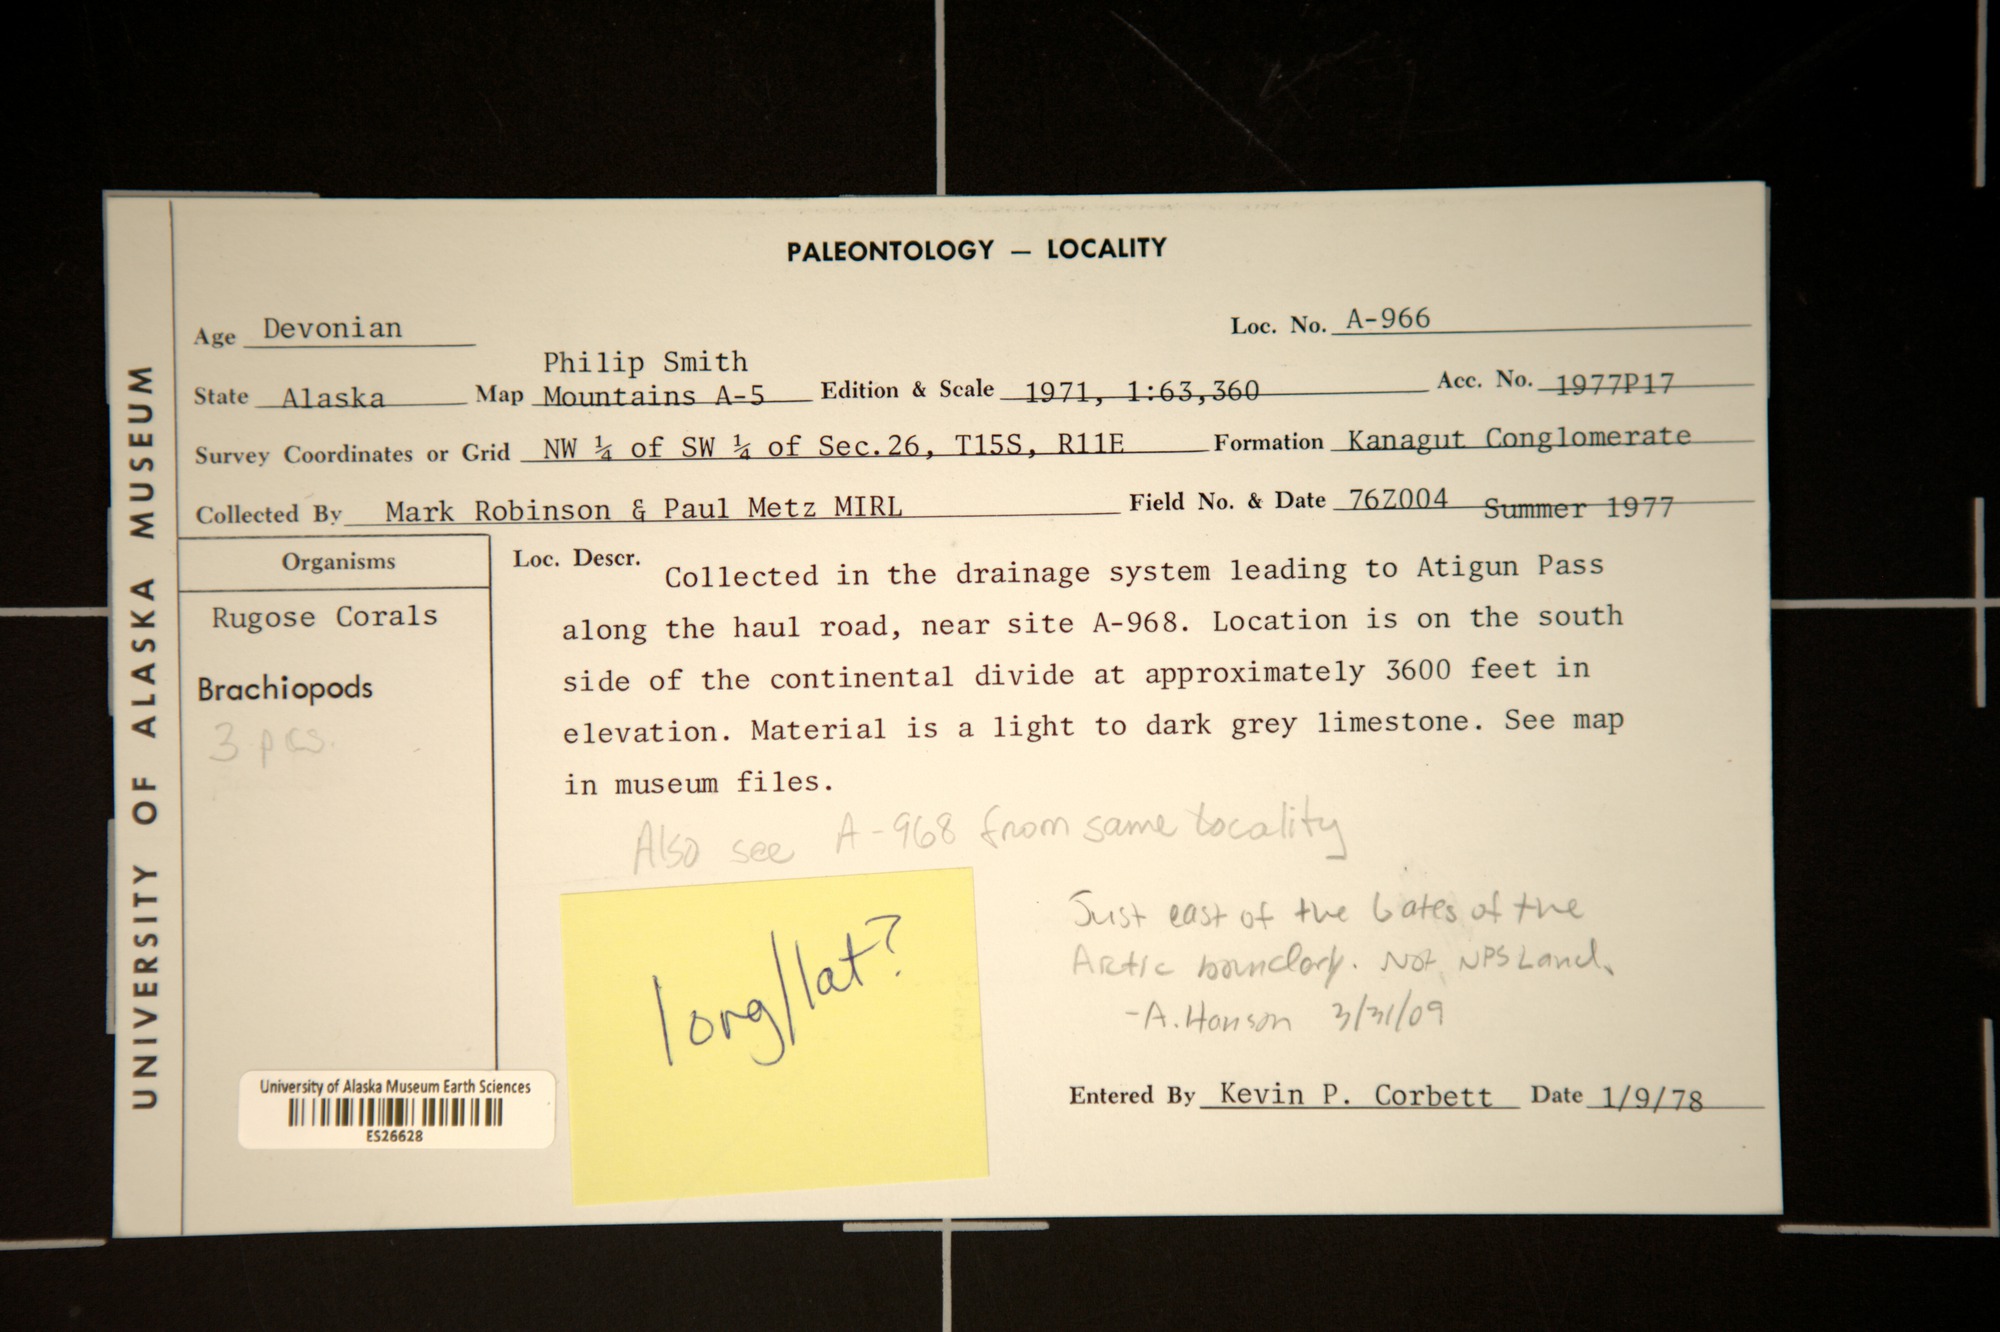 PALEONTOLOGY — LOCALITY
Age Devonian Loc. No. A-966
Philip Smith
State Alaska Map Mountains A-5 Edition & Scale 1971, 1:63,360 Acc. No. 1977P17
Survey Coordinates or Grid NW ¼ of SW ¼ of Sec.26, T15S, R11E Formation Kanagut Conglomerate
Collected By Mark Robinson & Paul Metz MIRL Field No. & Date 76Z004 Summer 1977
Organisms
Rugose Corals
Brachiopods
3 pcs.
Loc. Descr. Collected in the drainage system leading to Atigun Pass
along the haul road, near site A-968. Location is on the south
side of the continental divide at approximately 3600 feet in
elevation. Material is a light to dark grey limestone. See map
in museum files.
Also see A-968 from same locality
long/lat?
Just east of the Gates of the
Artic boundary. Not NPS Land.
-A. Hanson 3/31/09
Entered By Kevin P. Corbett Date 1/9/78
University of Alaska Museum Earth Sciences
ES26628
UNIVERSITY OF ALASKA MUSEUM